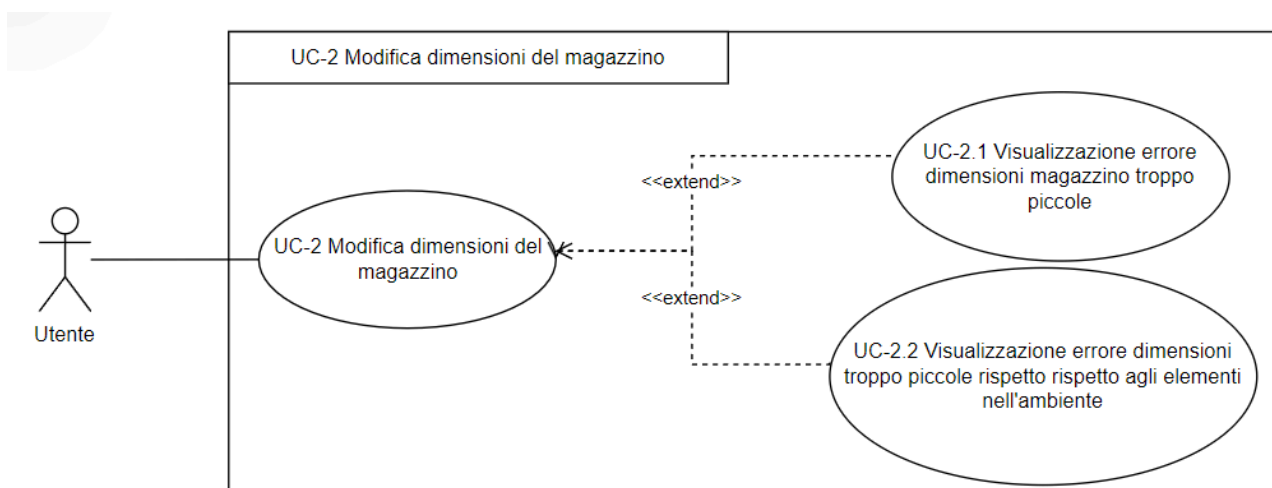 UC-2 Modifica dimensioni del magazzino
UC-2.1 Visualizzazione errore
dimensioni magazzino troppo
piccole
<<extend>>
UC-2 Modifica dimensioni del
magazzino
<<extend>>
Utente
UC-2.2 Visualizzazione errore dimensioni
troppo piccole rispetto rispetto agli elementi
nell'ambiente